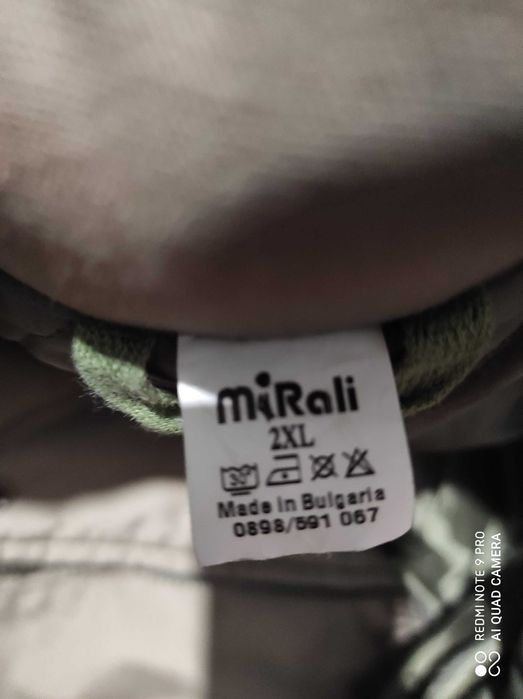 miRali
2XL
30°
Made in Bulgaria
0898/591 067
REDMI NOTE 9 PRO
AI QUAD CAMERA